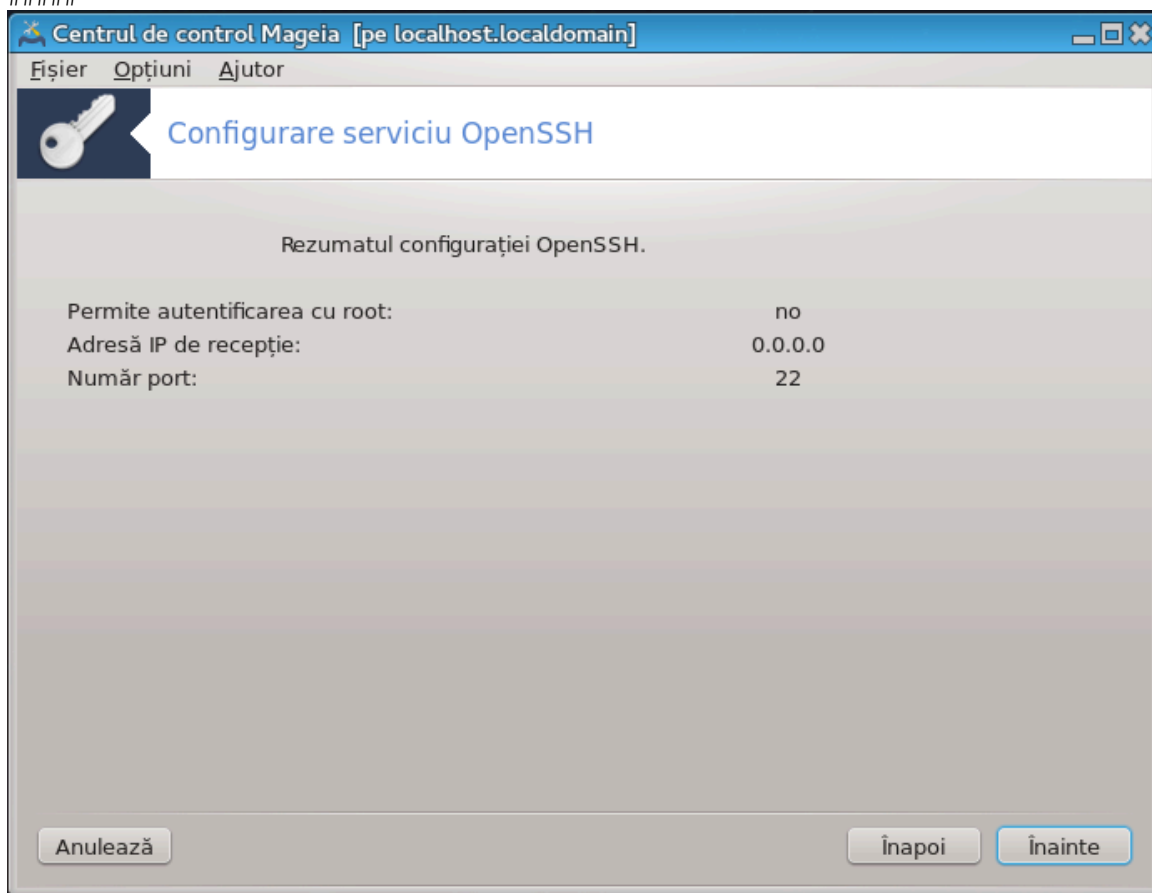 Centrul de control Mageia [pe localhost.localdomain]
Fișier Opțiuni Ajutor
Configurare serviciu OpenSSH
Rezumatul configurației OpenSSH.
Permite autentificarea cu root: no
Adresă IP de recepție: 0.0.0.0
Număr port: 22
Anulează Înapoi Înainte